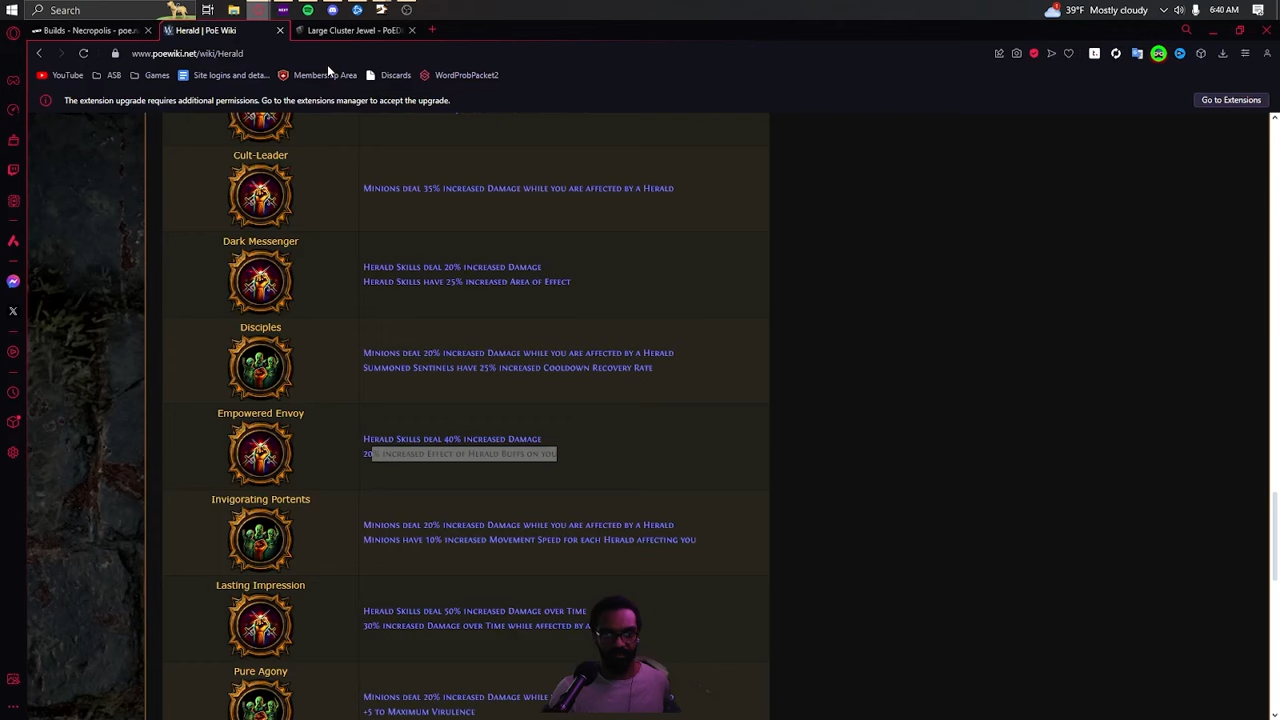 Search
39°F Mostly cloudy
6:40 AM
Builds - Necropolis - poe.n
Herald | PoE Wiki
Large Cluster Jewel - PoEDB
www.poewiki.net/wiki/Herald
YouTube
ASB
Games
Site logins and deta...
Membership Area
Discards
WordProbPacket2
The extension upgrade requires additional permissions. Go to the extensions manager to accept the upgrade.
Go to Extensions
Cult-Leader
Minions deal 35% increased Damage while you are affected by a Herald
Dark Messenger
Herald Skills deal 20% increased Damage
Herald Skills have 25% increased Area of Effect
Disciples
Minions deal 20% increased Damage while you are affected by a Herald
Summoned Sentinels have 25% increased Cooldown Recovery Rate
Empowered Envoy
Herald Skills deal 40% increased Damage
20% increased Effect of Herald Buffs on you
Invigorating Portents
Minions deal 20% increased Damage while you are affected by a Herald
Minions have 10% increased Movement Speed for each Herald affecting you
Lasting Impression
Herald Skills deal 50% increased Damage over Time
30% increased Damage over Time while affected by a
Pure Agony
Minions deal 20% increased Damage
+5 to Maximum Virulence